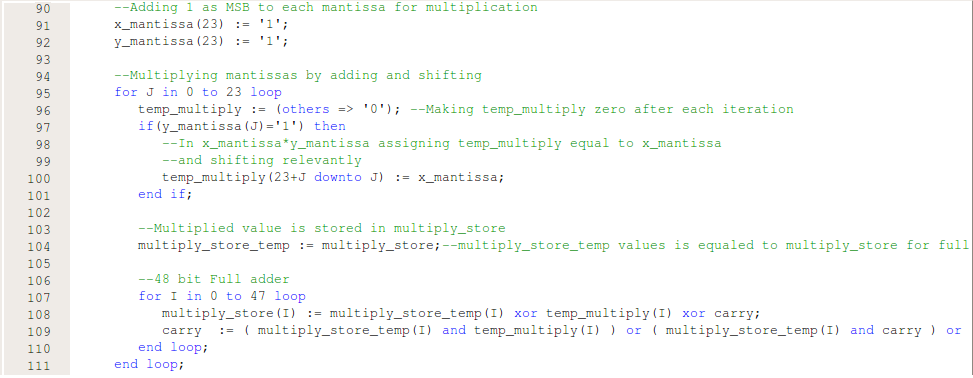 90 --Adding 1 as MSB to each mantissa for multiplication
91 x_mantissa(23) := '1';
92 y_mantissa(23) := '1';
93
94 --Multiplying mantissas by adding and shifting
95 for J in 0 to 23 loop
96 temp_multiply := (others => '0'); --Making temp_multiply zero after each iteration
97 if(y_mantissa(J)='1') then
98 --In x_mantissa*y_mantissa assigning temp_multiply equal to x_mantissa
99 --and shifting relevantly
100 temp_multiply(23+J downto J) := x_mantissa;
101 end if;
102
103 --Multiplied value is stored in multiply_store
104 multiply_store_temp := multiply_store;--multiply_store_temp values is equaled to multiply_store for full
105
106 --48 bit Full adder
107 for I in 0 to 47 loop
108 multiply_store(I) := multiply_store_temp(I) xor temp_multiply(I) xor carry;
109 carry := ( multiply_store_temp(I) and temp_multiply(I) ) or ( multiply_store_temp(I) and carry ) or
110 end loop;
111 end loop;